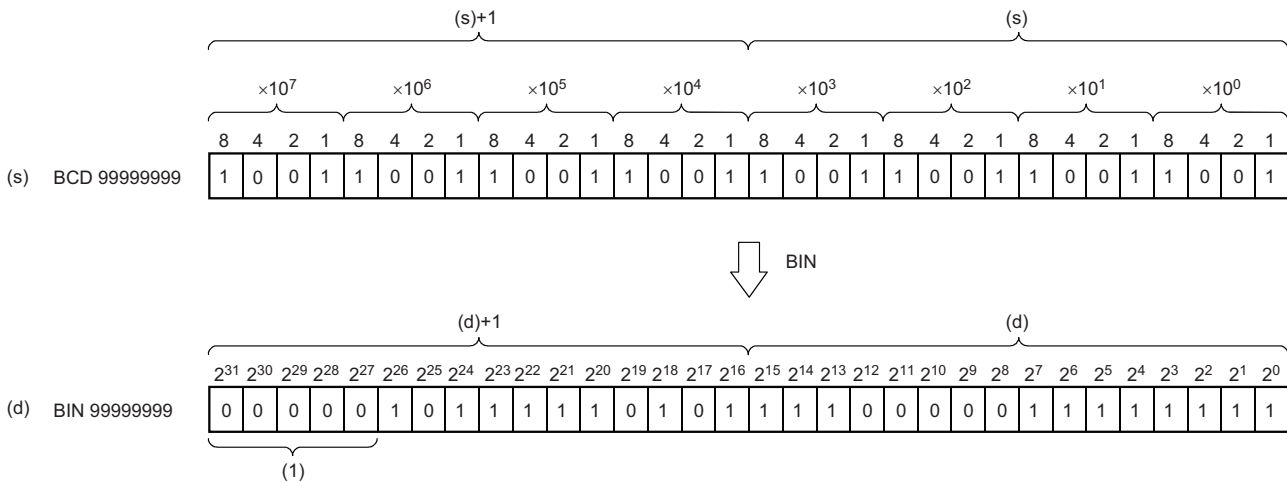 (s)+1 (s)
×10⁷ ×10⁶ ×10⁵ ×10⁴ ×10³ ×10² ×10¹ ×10⁰
8 4 2 1 8 4 2 1 8 4 2 1 8 4 2 1 8 4 2 1 8 4 2 1 8 4 2 1 8 4 2 1
(s) BCD 99999999 1 0 0 1 1 0 0 1 1 0 0 1 1 0 0 1 1 0 0 1 1 0 0 1 1 0 0 1 1 0 0 1
BIN
(d)+1 (d)
2³¹ 2³⁰ 2²⁹ 2²⁸ 2²⁷ 2²⁶ 2²⁵ 2²⁴ 2²³ 2²² 2²¹ 2²⁰ 2¹⁹ 2¹⁸ 2¹⁷ 2¹⁶ 2¹⁵ 2¹⁴ 2¹³ 2¹² 2¹¹ 2¹⁰ 2⁹ 2⁸ 2⁷ 2⁶ 2⁵ 2⁴ 2³ 2² 2¹ 2⁰
(d) BIN 99999999 0 0 0 0 0 1 0 1 1 1 1 1 0 1 0 1 1 1 1 0 0 0 0 0 1 1 1 1 1 1 1 1
(1)